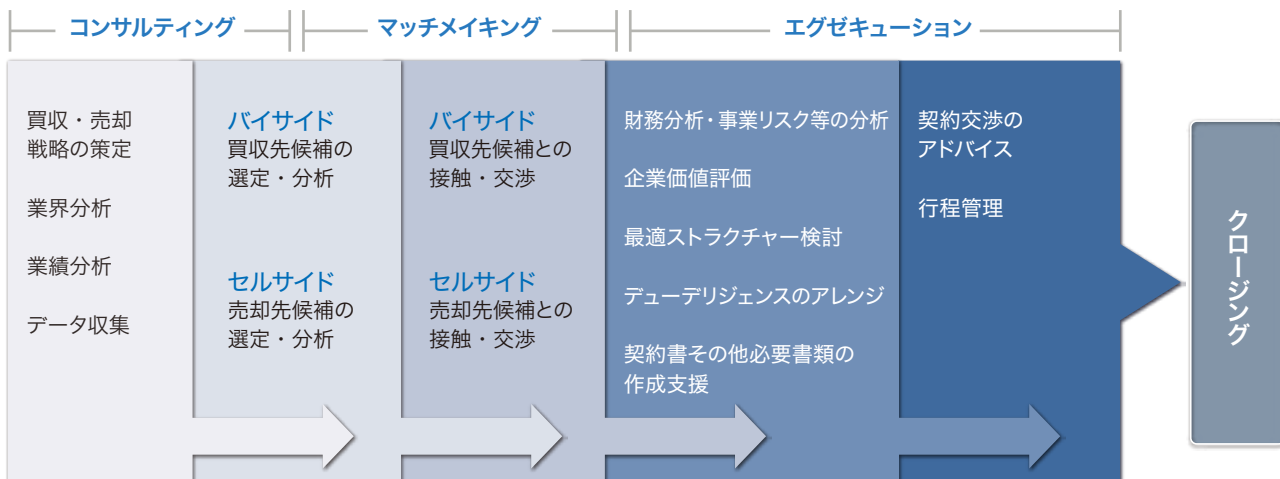 コンサルティング
マッチメイキング
エグゼキューション
買収・売却
戦略の策定
業界分析
業績分析
データ収集
バイサイド
買収先候補の
選定・分析
セルサイド
売却先候補の
選定・分析
バイサイド
買収先候補との
接触・交渉
セルサイド
売却先候補との
接触・交渉
財務分析・事業リスク等の分析
企業価値評価
最適ストラクチャー検討
デューデリジェンスのアレンジ
契約書その他必要書類の
作成支援
契約交渉の
アドバイス
行程管理
クロージング